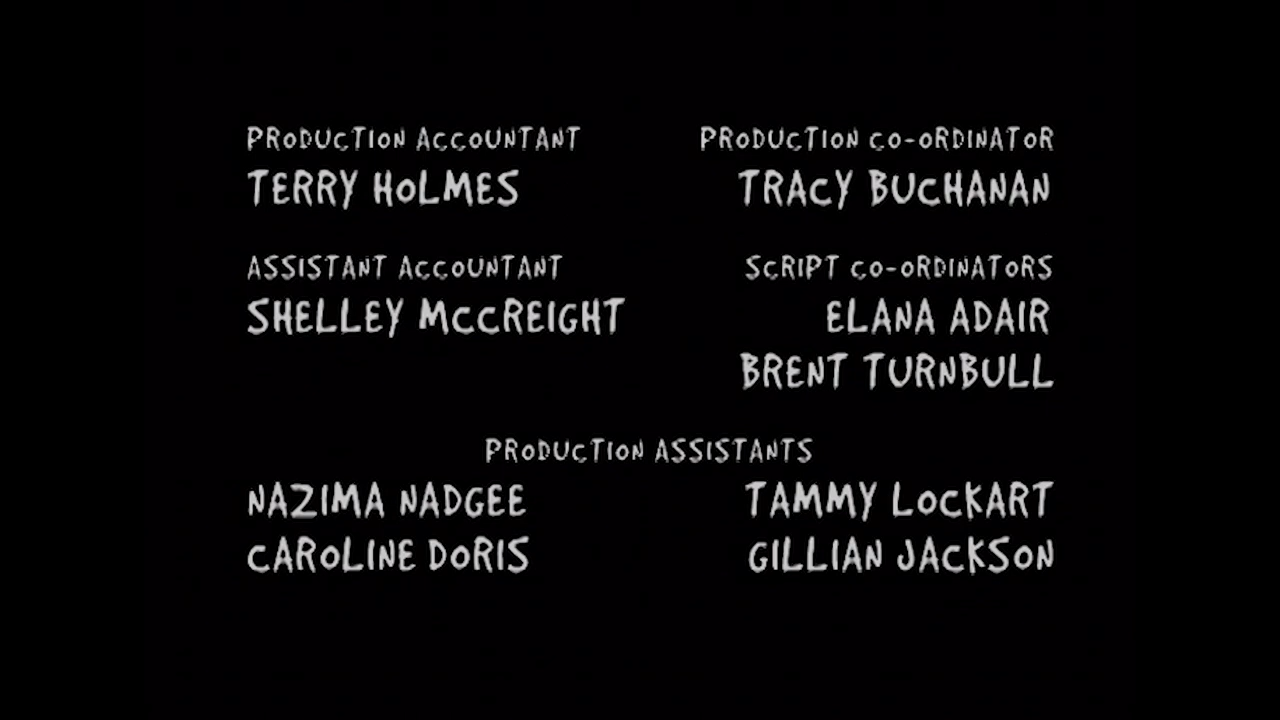 PRODUCTION ACCOUNTANT
TERRY HOLMES
PRODUCTION CO-ORDINATOR
TRACY BUCHANAN
ASSISTANT ACCOUNTANT
SHELLEY MCCREIGHT
SCRIPT CO-ORDINATORS
ELANA ADAIR
BRENT TURNBULL
PRODUCTION ASSISTANTS
NAZIMA NADGEE
CAROLINE DORIS
TAMMY LOCKART
GILLIAN JACKSON